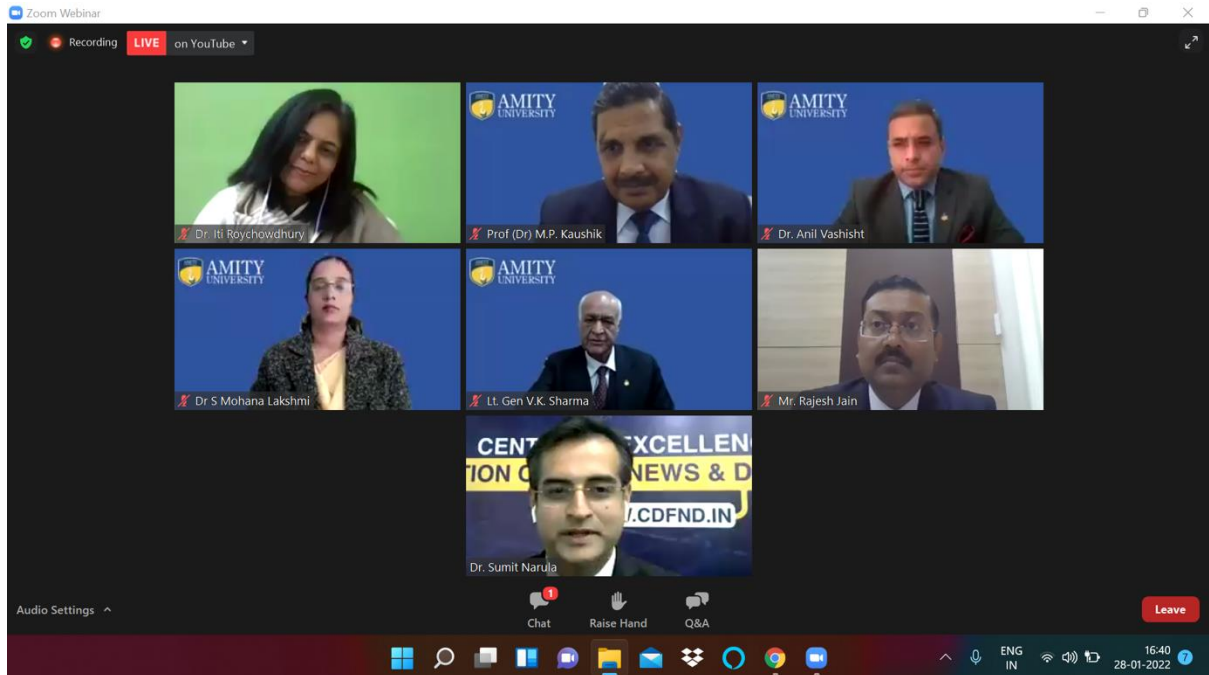 Zoom Webinar
Recording
LIVE on YouTube
AMITY
UNIVERSITY
AMITY
UNIVERSITY
Dr. Iti Roychowdhury
Prof (Dr) M.P. Kaushik
Dr. Anil Vashisht
AMITY
UNIVERSITY
AMITY
UNIVERSITY
Dr S Mohana Lakshmi
Lt. Gen V.K. Sharma
Mr. Rajesh Jain
CENT XCELLEN
TION NEWS & D
.CDFND.IN
Dr. Sumit Narula
Audio Settings
1
Chat
Raise Hand
Q&A
Leave
ENG
IN
16:40
28-01-2022
7